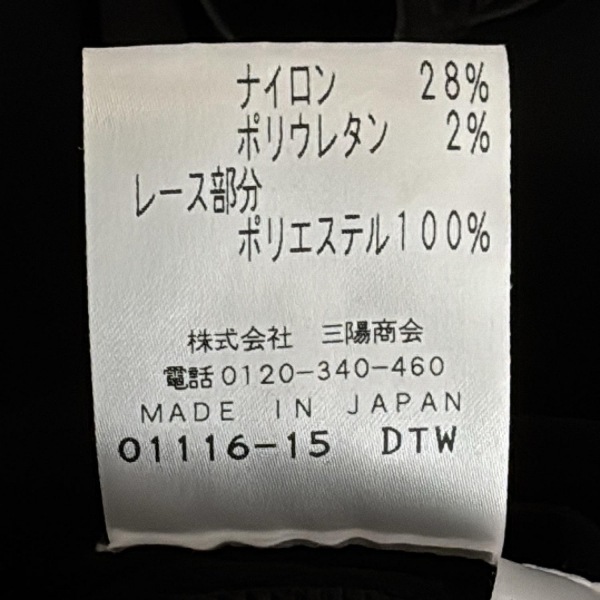 ナイロン 28%
ポリウレタン 2%
レース部分
ポリエステル100%
株式会社 三陽商会
電話0120-340-460
MADE IN JAPAN
01116-15 DTW